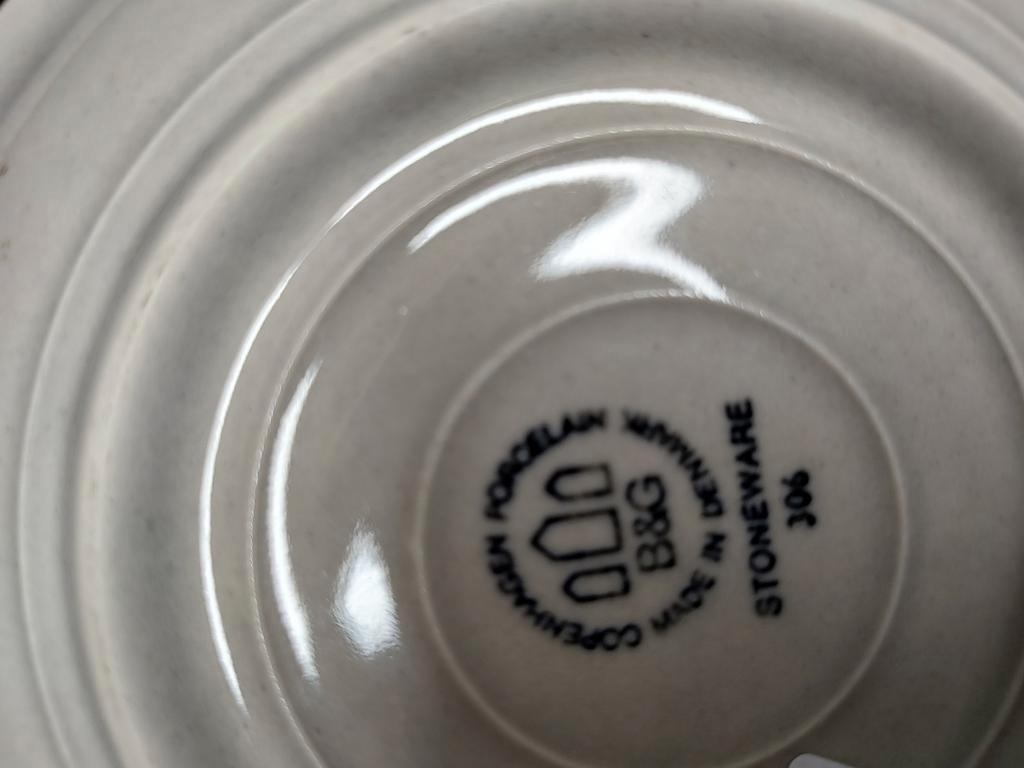 COPENHAGEN PORCELAIN
B&G
MADE IN DENMARK
STONEWARE
306